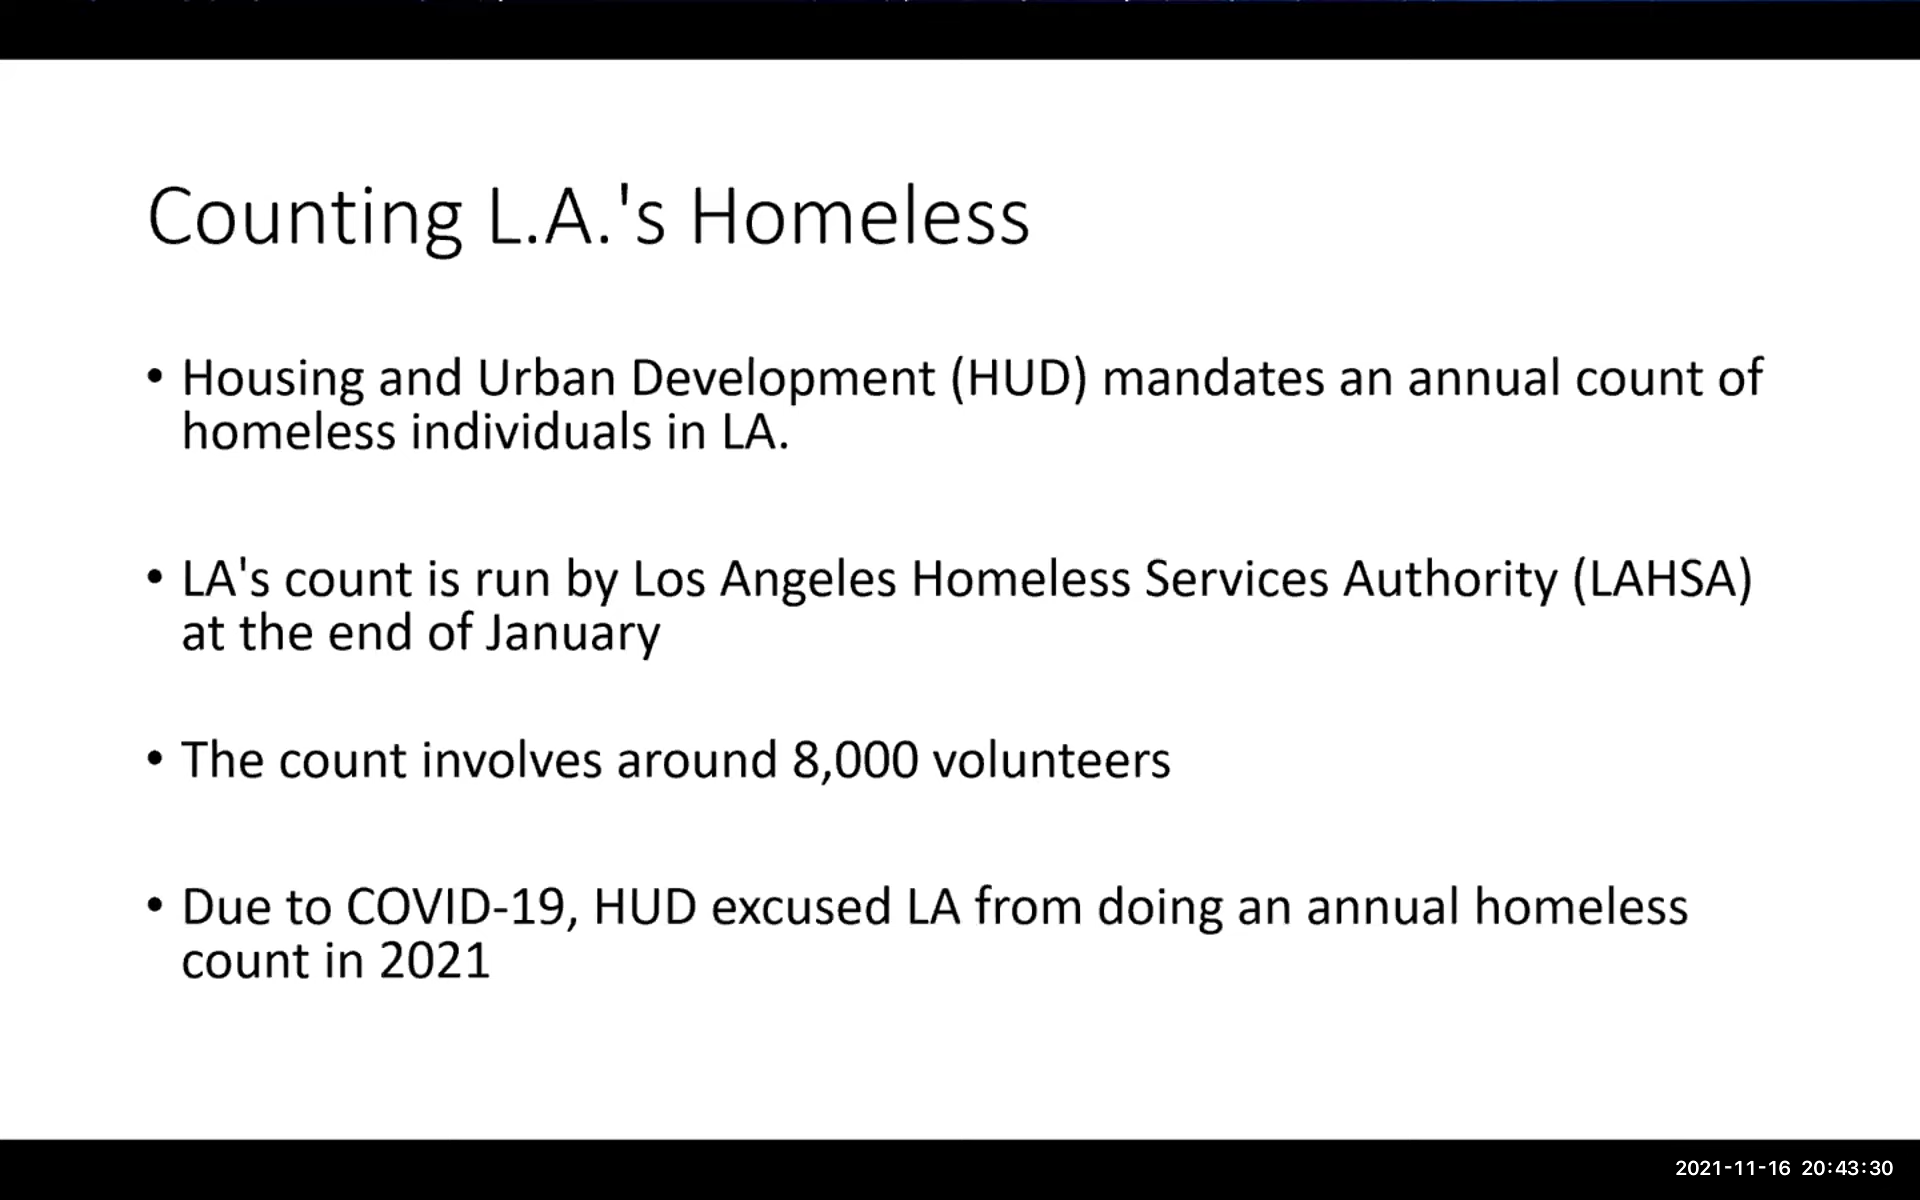 Counting L.A.'s Homeless
• Housing and Urban Development (HUD) mandates an annual count of
homeless individuals in LA.
• LA's count is run by Los Angeles Homeless Services Authority (LAHSA)
at the end of January
• The count involves around 8,000 volunteers
• Due to COVID-19, HUD excused LA from doing an annual homeless
count in 2021
2021-11-16 20:43:30